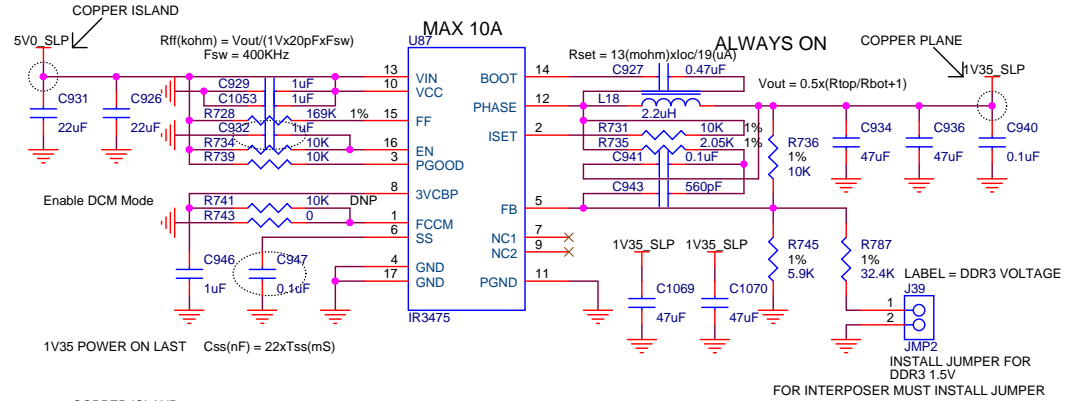 COPPER ISLAND
5V0_SLP
Rff(kohm) = Vout/(1Vx20pFxFsw)
Fsw = 400KHz
MAX 10A
U87
Rset = 13(mohm)xIoc/19(uA)
ALWAYS ON
COPPER PLANE
1V35_SLP
Vout = 0.5x(Rtop/Rbot+1)
C931
22uF
C926
22uF
C929 1uF
C1053 1uF
R728 169K 1%
C932 1uF
R734 10K
R739 10K
13 VIN
10 VCC
15 FF
16 EN
3 PGOOD
8 3VCBP
1 FCCM
6 SS
4 GND
17 GND
BOOT 14
PHASE 12
ISET 2
FB 5
NC1 7
NC2 9
PGND 11
IR3475
C927 0.47uF
L18
2.2uH
R731 10K 1%
R735 2.05K 1%
C941 0.1uF
C943 560pF
R736
1%
10K
C934
47uF
C936
47uF
C940
0.1uF
Enable DCM Mode
R741 10K DNP
R743 0
C946
1uF
C947
0.1uF
1V35_SLP
1V35_SLP
C1069
47uF
C1070
47uF
R745
1%
5.9K
R787
1%
32.4K
LABEL = DDR3 VOLTAGE
J39
1
2
JMP2
INSTALL JUMPER FOR
DDR3 1.5V
FOR INTERPOSER MUST INSTALL JUMPER
1V35 POWER ON LAST
Css(nF) = 22xTss(mS)